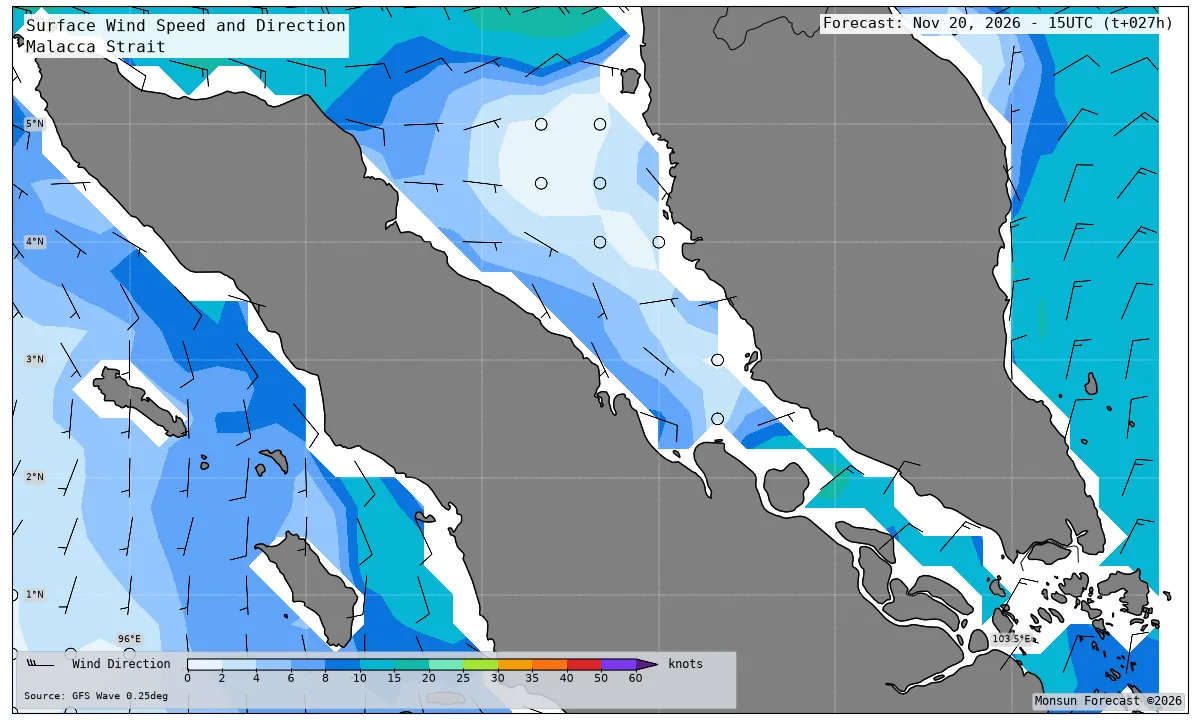 Surface Wind Speed and Direction
Malacca Strait
Forecast: Nov 20, 2026 - 15UTC (t+027h)
5°N
4°N
3°N
2°N
1°N
96°E
103.5°E
Wind Direction
knots
0 2 4 6 8 10 15 20 25 30 35 40 50 60
Source: GFS Wave 0.25deg
Monsun Forecast ©2026